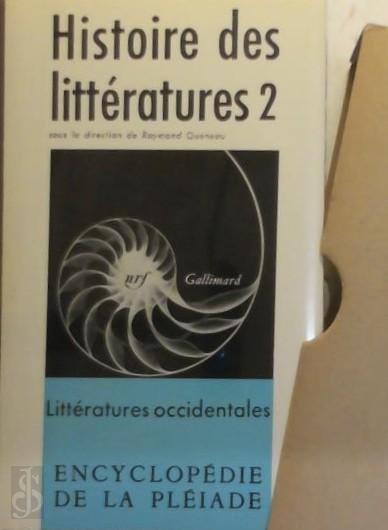 Histoire des
littératures 2
sous la direction de Raymond Queneau
nrf
Gallimard
Littératures occidentales
ENCYCLOPÉDIE
DE LA PLÉIADE